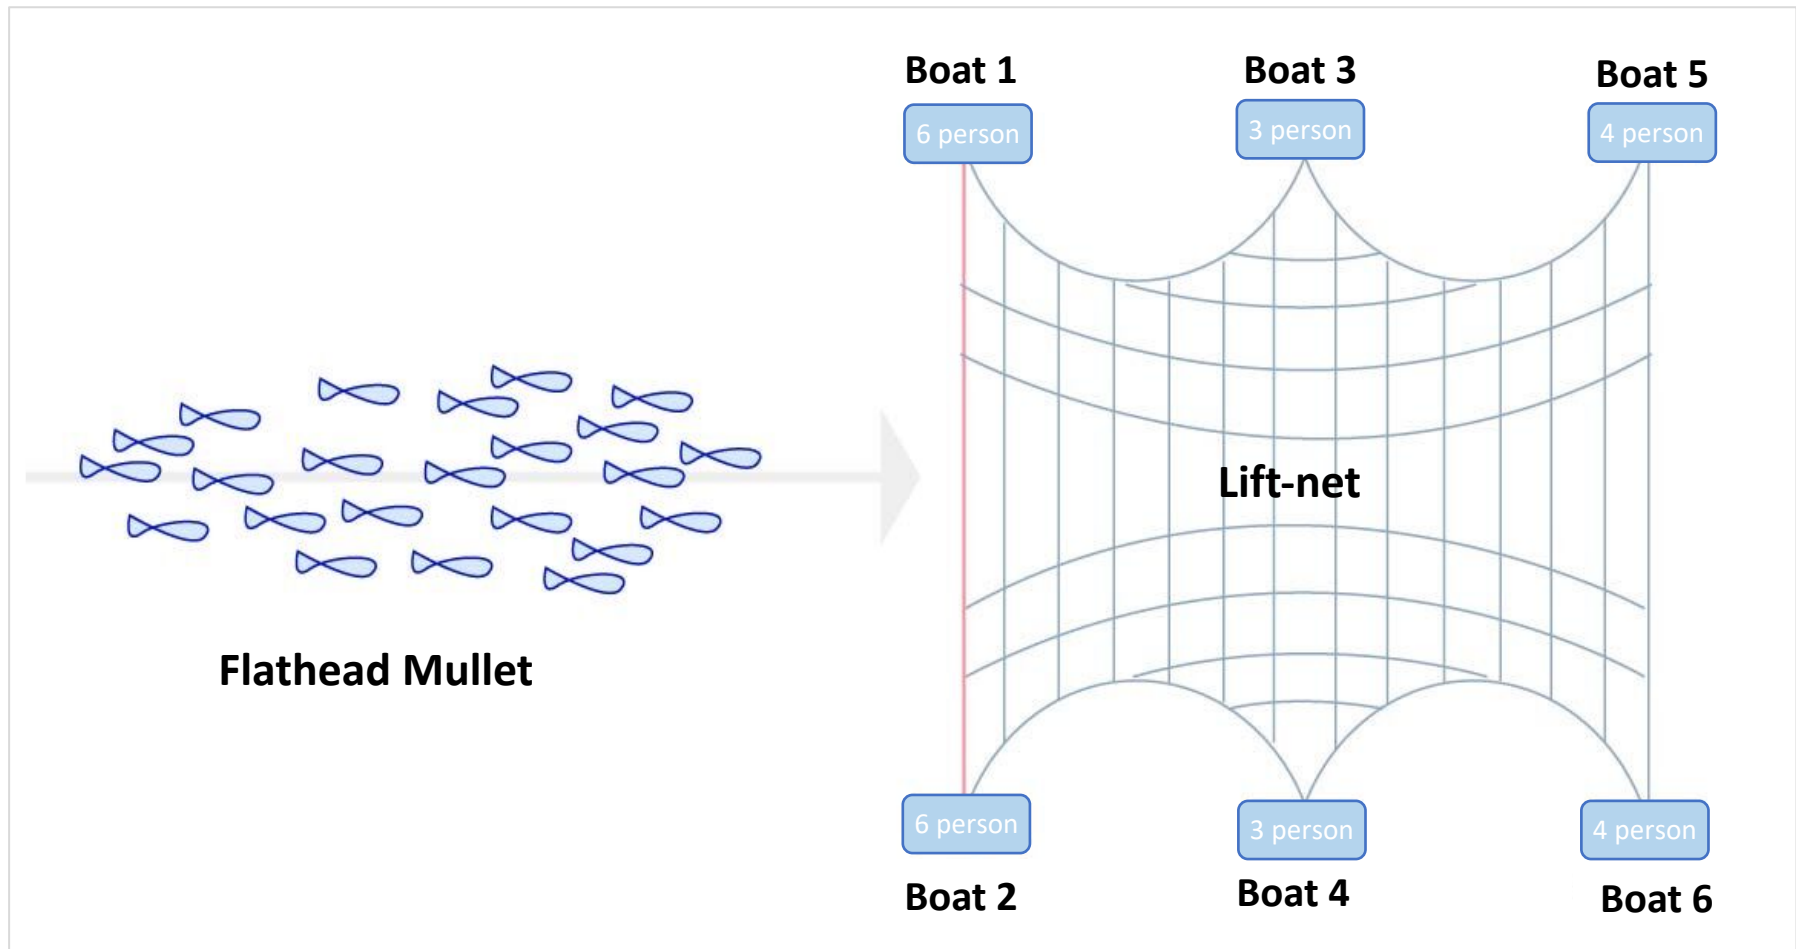 Boat 1
Boat 3
Boat 5
6 person
3 person
4 person
Lift-net
Flathead Mullet
6 person
3 person
4 person
Boat 2
Boat 4
Boat 6